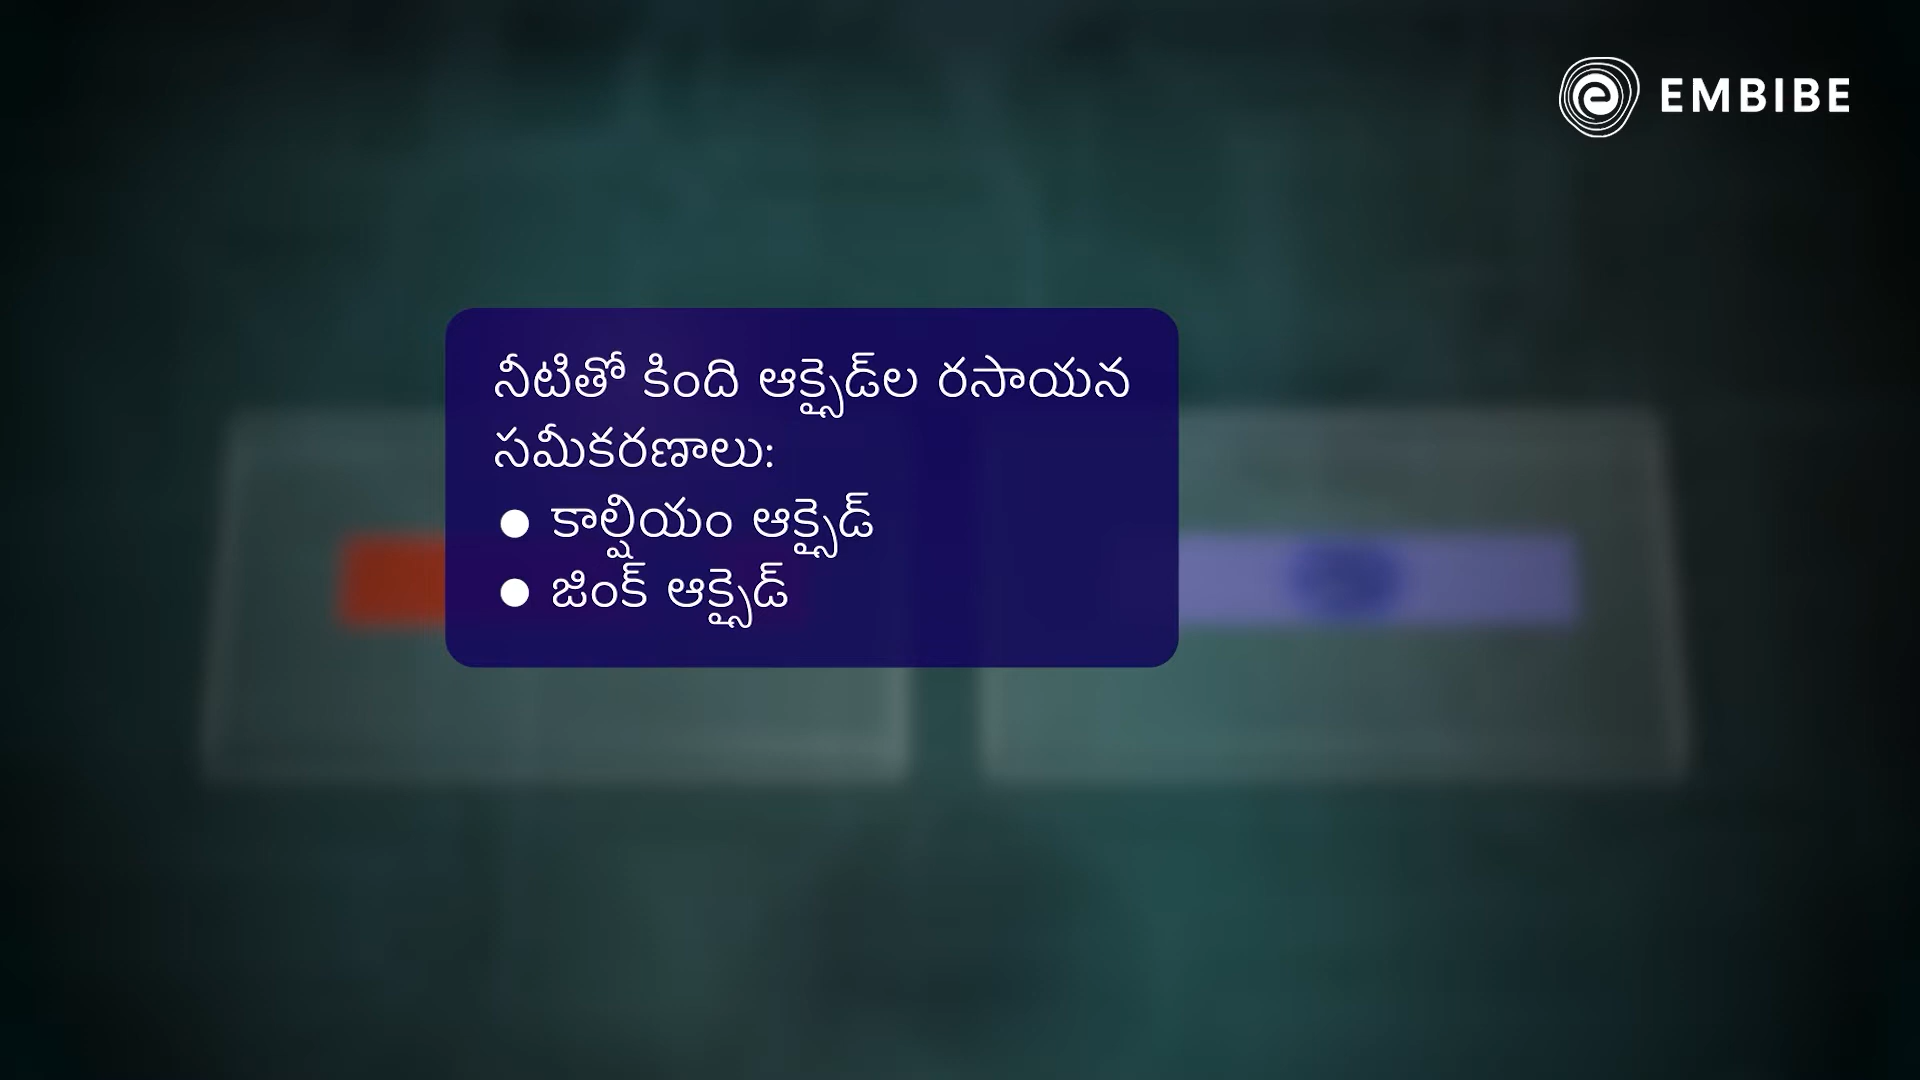 EMBIBE
నీటితో కింది ఆక్సైడ్‌ల రసాయన
సమీకరణాలు:
● కాల్షియం ఆక్సైడ్
● జింక్ ఆక్సైడ్